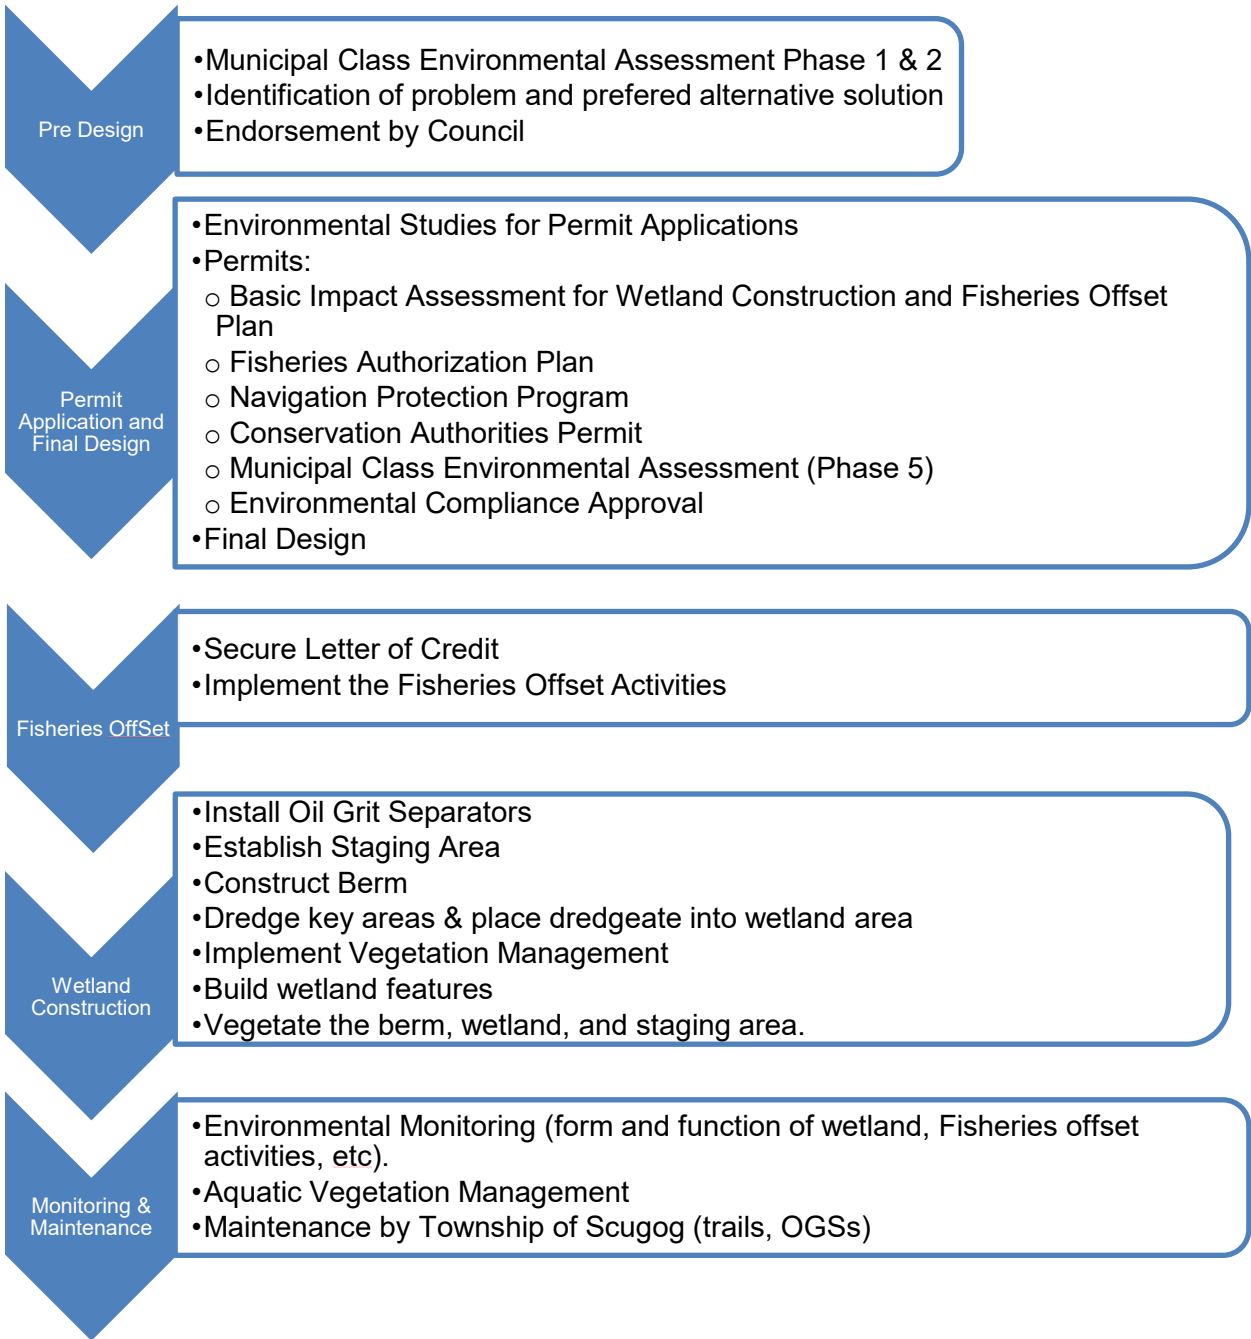 Pre Design
•Municipal Class Environmental Assessment Phase 1 & 2
•Identification of problem and prefered alternative solution
•Endorsement by Council
Permit
Application and
Final Design
•Environmental Studies for Permit Applications
•Permits:
o Basic Impact Assessment for Wetland Construction and Fisheries Offset
Plan
o Fisheries Authorization Plan
o Navigation Protection Program
o Conservation Authorities Permit
o Municipal Class Environmental Assessment (Phase 5)
o Environmental Compliance Approval
•Final Design
Fisheries OffSet
•Secure Letter of Credit
•Implement the Fisheries Offset Activities
Wetland
Construction
•Install Oil Grit Separators
•Establish Staging Area
•Construct Berm
•Dredge key areas & place dredgeate into wetland area
•Implement Vegetation Management
•Build wetland features
•Vegetate the berm, wetland, and staging area.
Monitoring &
Maintenance
•Environmental Monitoring (form and function of wetland, Fisheries offset
activities, etc).
•Aquatic Vegetation Management
•Maintenance by Township of Scugog (trails, OGSs)